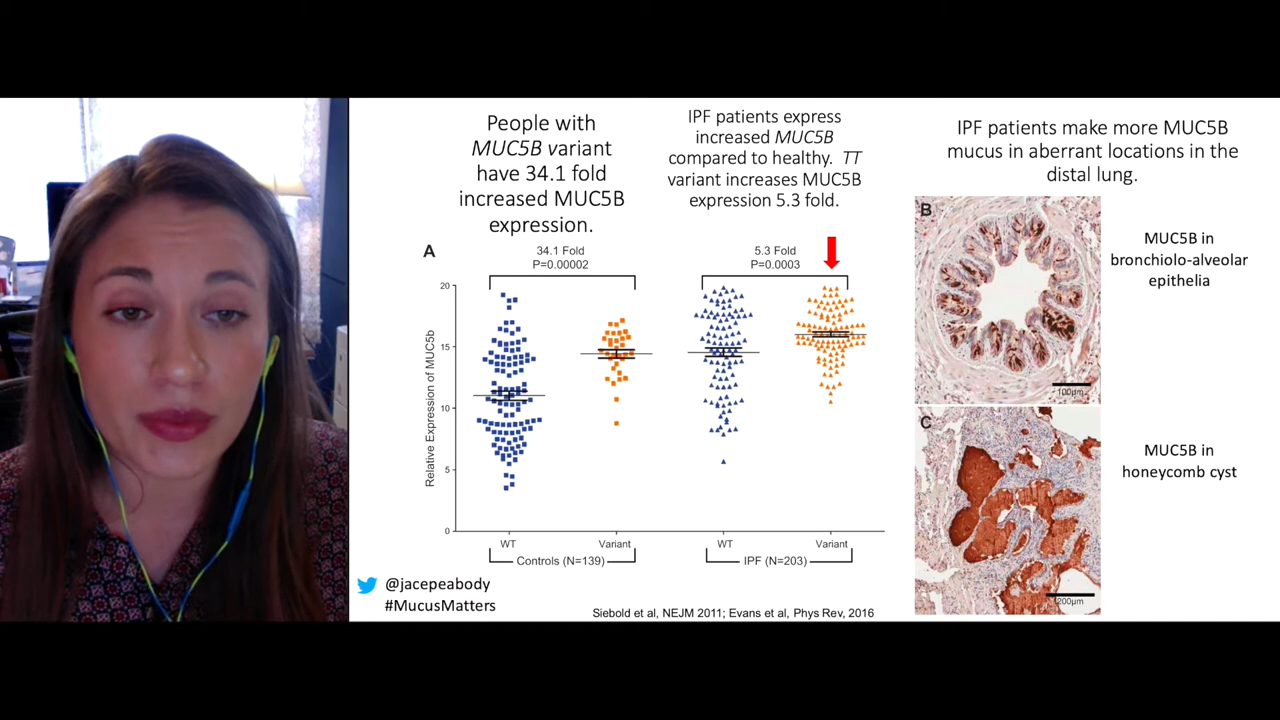 People with
MUC5B variant
have 34.1 fold
increased MUC5B
expression.
IPF patients express
increased MUC5B
compared to healthy. TT
variant increases MUC5B
expression 5.3 fold.
IPF patients make more MUC5B
mucus in aberrant locations in the
distal lung.
A
34.1 Fold
P=0.00002
5.3 Fold
P=0.0003
Relative Expression of MUC5b
20
15
10
5
0
WT
Variant
WT
Variant
Controls (N=139)
IPF (N=203)
B
100μm
MUC5B in
bronchiolo-alveolar
epithelia
C
200μm
MUC5B in
honeycomb cyst
@jacepeabody
#MucusMatters
Siebold et al, NEJM 2011; Evans et al, Phys Rev, 2016